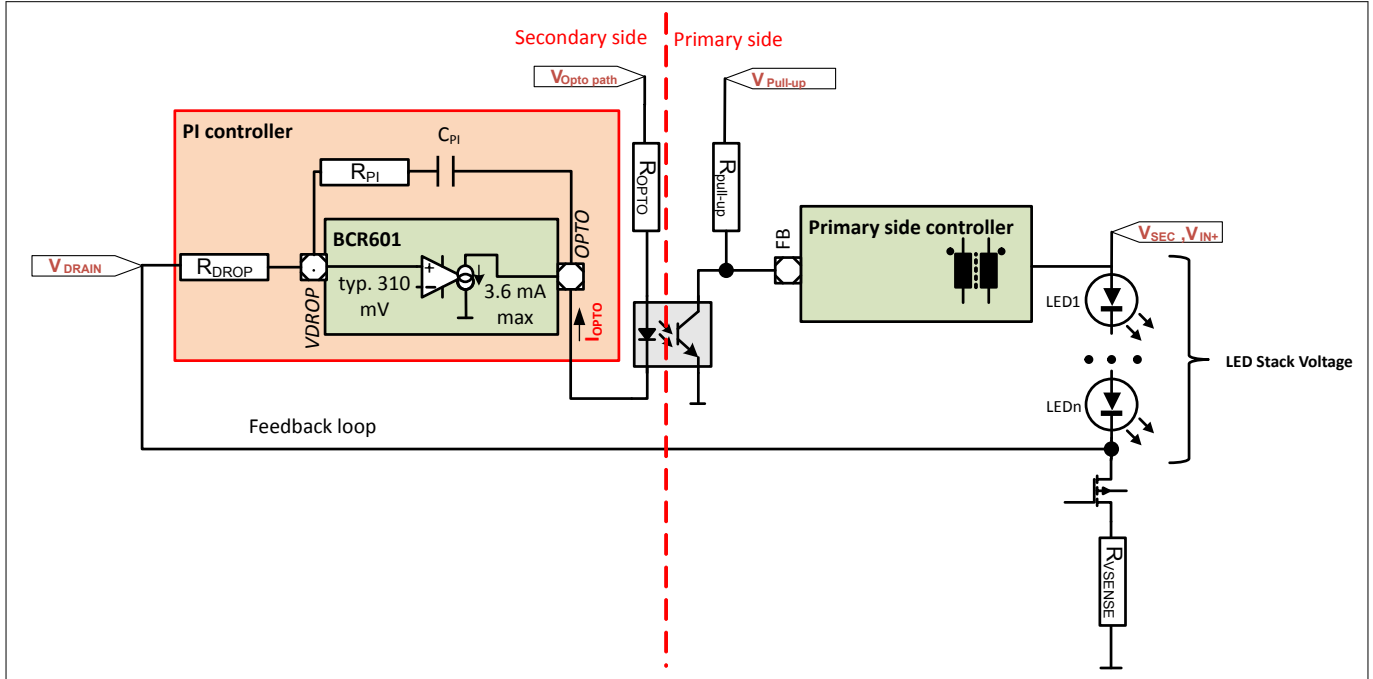 Secondary side
Primary side
V Opto path
V Pull-up
PI controller
C PI
R PI
R OPTO
R pull-up
OPTO
BCR601
Primary side controller
FB
V SEC ,V IN+
V DRAIN
R DROP
VDROP
+
-
typ. 310
mV
3.6 mA
max
I OPTO
LED1
LED Stack Voltage
LEDn
Feedback loop
R VSENSE